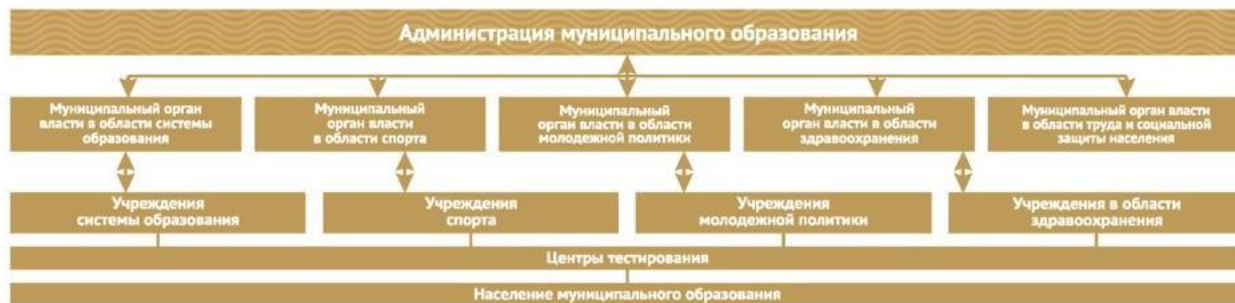 Администрация муниципального образования
Муниципальный орган
власти в области системы
образования
Муниципальный
орган власти
в области спорта
Муниципальный
орган власти в области
молодежной политики
Муниципальный
орган власти в области
здравоохранения
Муниципальный орган власти
в области труда и социальной
защиты населения
Учреждения
системы образования
Учреждения
спорта
Учреждения
молодежной политики
Учреждения в области
здравоохранения
Центры тестирования
Население муниципального образования